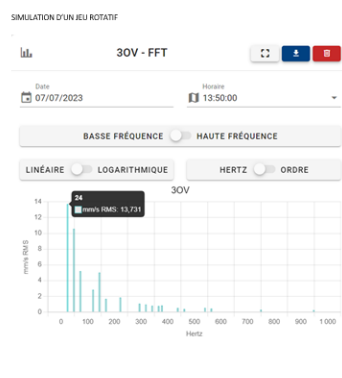 SIMULATION D'UN JEU ROTATIF
3OV - FFT
Date
07/07/2023
Horaire
13:50:00
BASSE FRÉQUENCE HAUTE FRÉQUENCE
LINÉAIRE LOGARITHMIQUE
HERTZ ORDRE
3OV
24
mm/s RMS: 13,731
mm/s RMS
14
12
10
8
6
4
2
0
0 100 200 300 400 500 600 700 800 900 1 000
Hertz